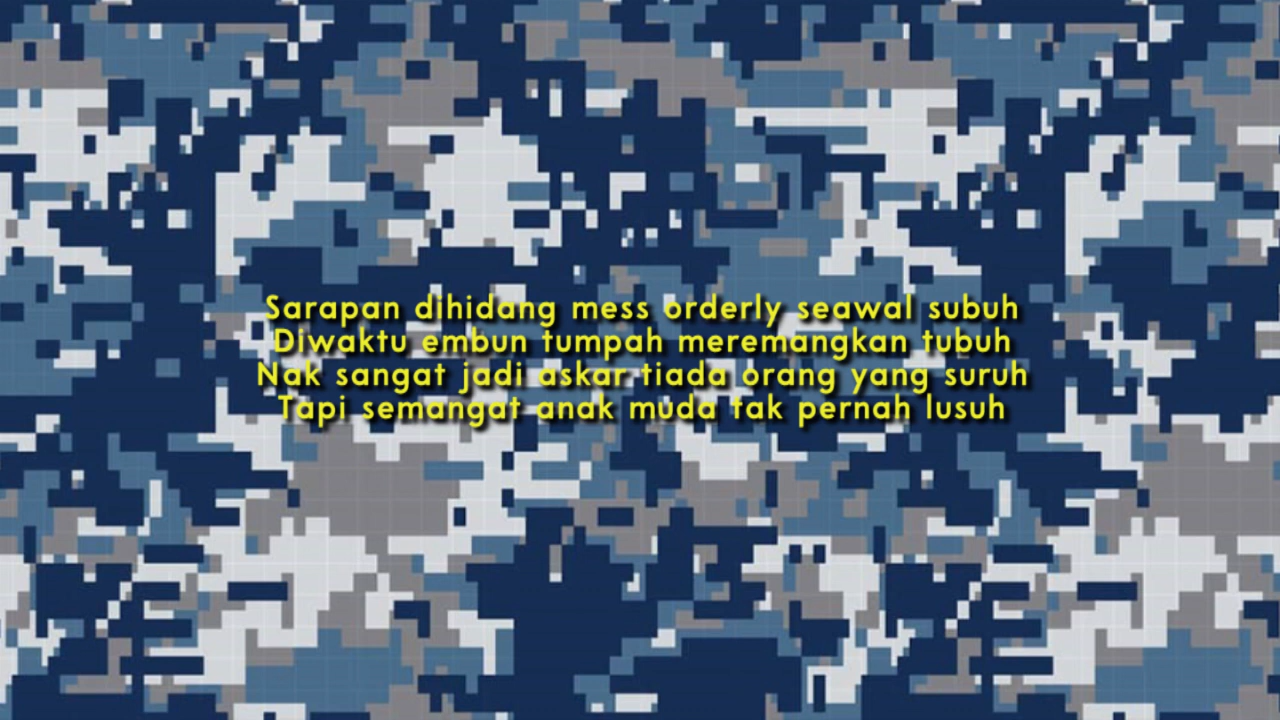 Sarapan dihidang mess orderly seawal subuh
Diwaktu embun tumpah meremangkan tubuh
Nak sangat jadi askar tiada orang yang suruh
Tapi semangat anak muda tak pernah lusuh